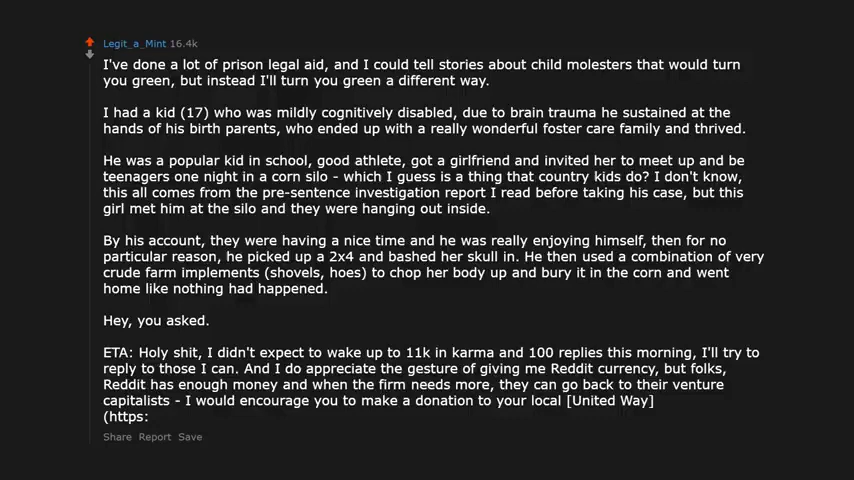 Legit_a_Mint 16.4k
I've done a lot of prison legal aid, and I could tell stories about child molesters that would turn
you green, but instead I'll turn you green a different way.
I had a kid (17) who was mildly cognitively disabled, due to brain trauma he sustained at the
hands of his birth parents, who ended up with a really wonderful foster care family and thrived.
He was a popular kid in school, good athlete, got a girlfriend and invited her to meet up and be
teenagers one night in a corn silo - which I guess is a thing that country kids do? I don't know,
this all comes from the pre-sentence investigation report I read before taking his case, but this
girl met him at the silo and they were hanging out inside.
By his account, they were having a nice time and he was really enjoying himself, then for no
particular reason, he picked up a 2x4 and bashed her skull in. He then used a combination of very
crude farm implements (shovels, hoes) to chop her body up and bury it in the corn and went
home like nothing had happened.
Hey, you asked.
ETA: Holy shit, I didn't expect to wake up to 11k in karma and 100 replies this morning, I'll try to
reply to those I can. And I do appreciate the gesture of giving me Reddit currency, but folks,
Reddit has enough money and when the firm needs more, they can go back to their venture
capitalists - I would encourage you to make a donation to your local [United Way]
(https:
Share Report Save